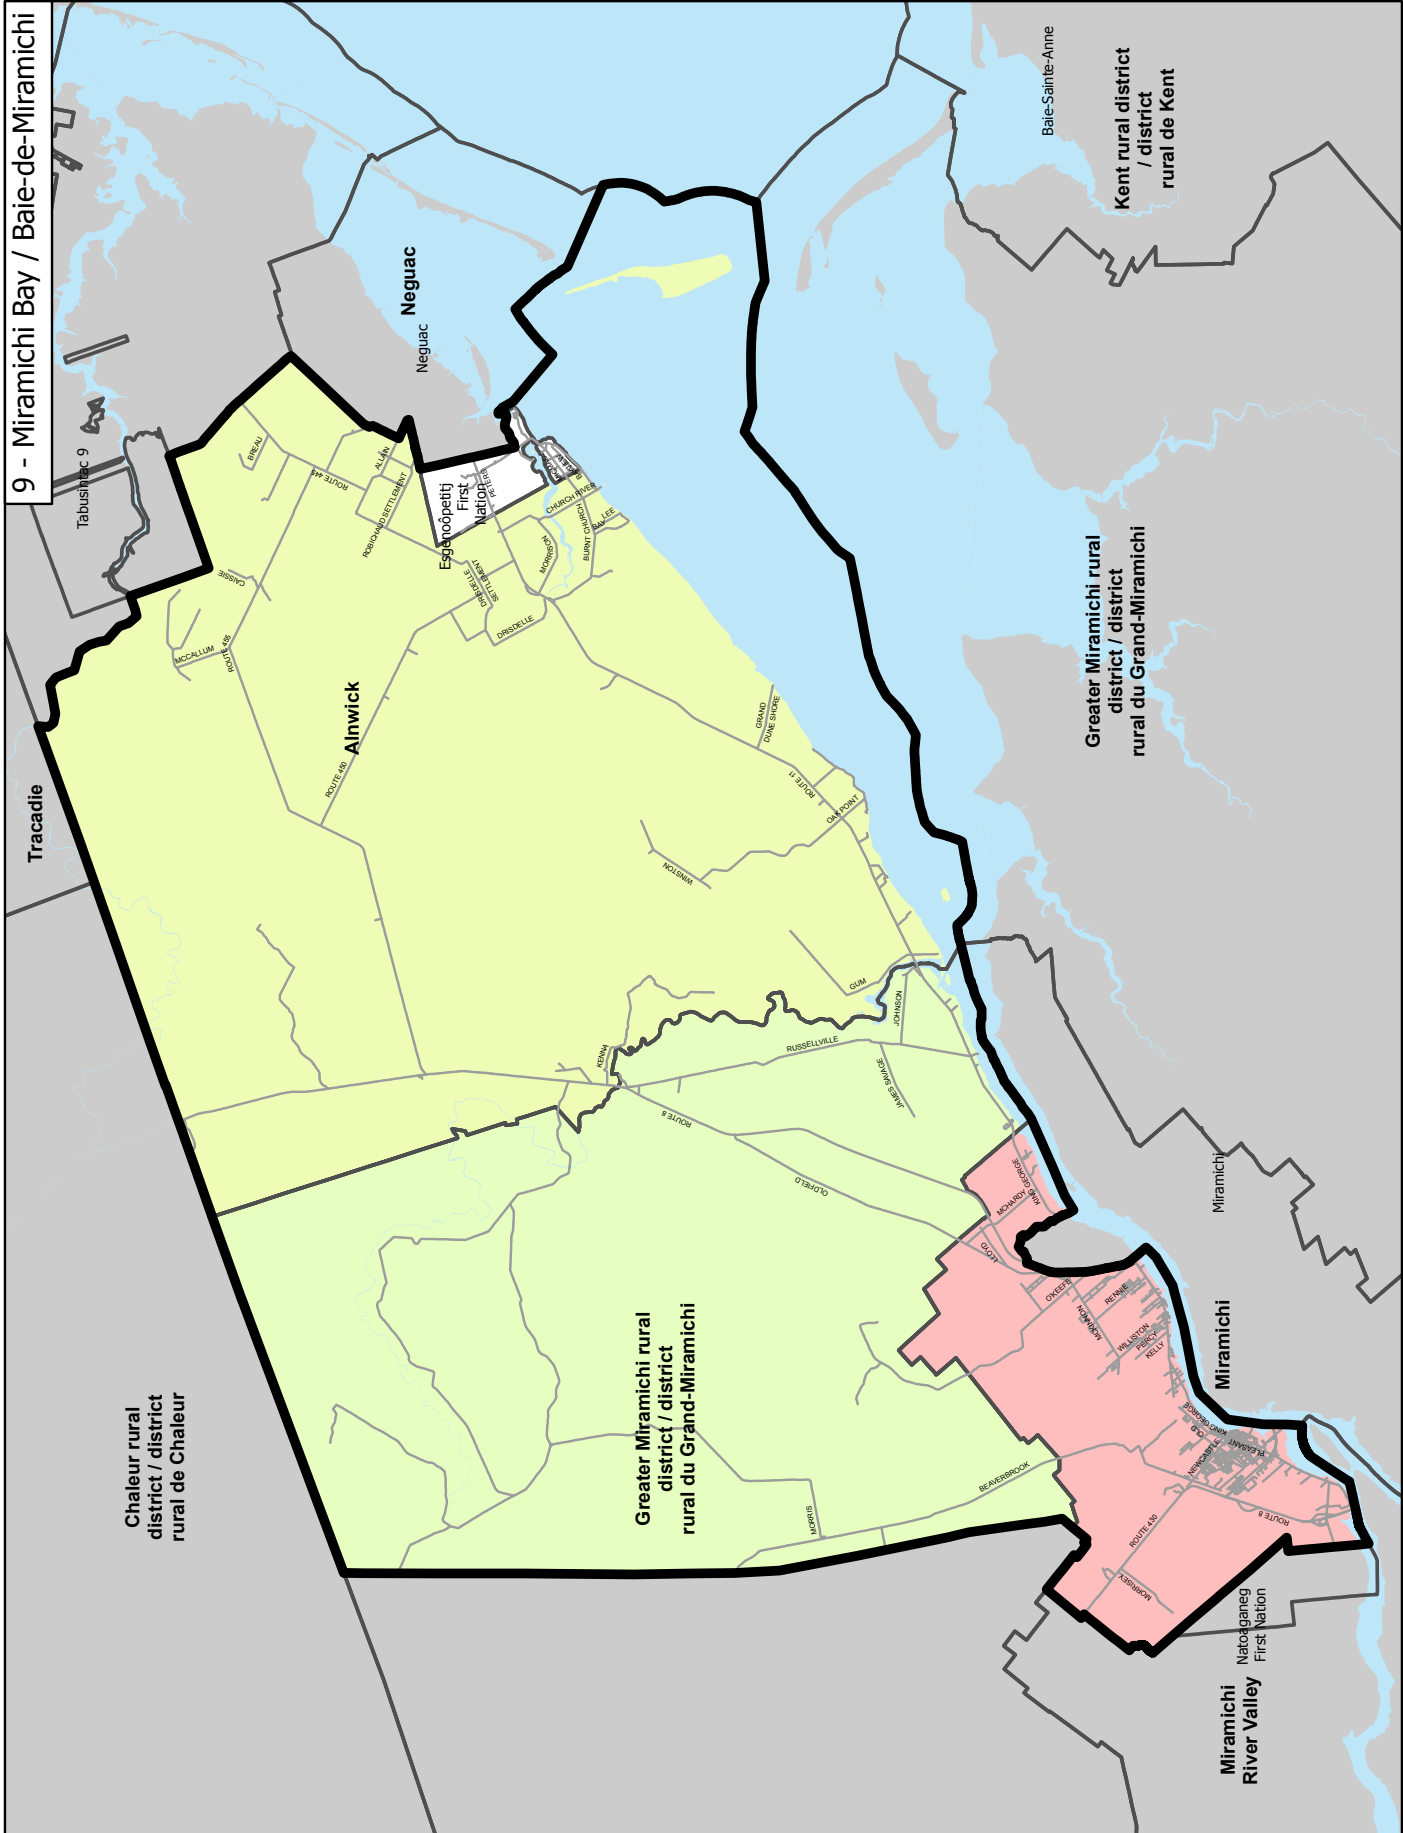 9 - Miramichi Bay / Baie-de-Miramichi
Tracadie
Tabusintac 9
Neguac
Neguac
Baie-Sainte-Anne
Kent rural district
/ district
rural de Kent
BREAU
ROUTE 445
ALLAIN
ROBICHAUD SETTLEMENT
CAISSIE
MCCALLUM
ROUTE 455
Esgenoôpetitj
First
Nation
PETERS
CHURCH RIVER
BURNT CHURCH
BAY
LEE
MORRISON
DRISDELLE
SETTLEMENT
DRISDELLE
Alnwick
ROUTE 450
GRAND
DUNE SHORE
ROUTE 11
OAK POINT
WINSTON
GUM
JOHNSON
RUSSELLVILLE
JAMES SAVAGE
KENNA
ROUTE 8
OLDFIELD
Greater Miramichi rural
district / district
rural du Grand-Miramichi
Chaleur rural
district / district
rural de Chaleur
Greater Miramichi rural
district / district
rural du Grand-Miramichi
KING GEORGE
KING
MCHARDY
LLOYD
O'KEEFE
MCKINNON
RENNIE
WILLISTON
PERCY
KELLY
Miramichi
Miramichi
OLD
KING GEORGE
NEWCASTLE
PLEASANT
BEAVERBROOK
MORRIS
ROUTE 430
ROUTE 8
MORRISEY
Natoaganeg
First Nation
Miramichi
River Valley